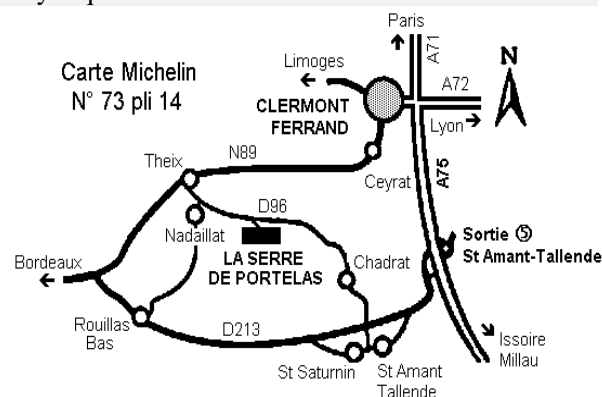 Paris
A71
N
Limoges
Carte Michelin
N° 73 pli 14
A72
CLERMONT
FERRAND
Lyon
Theix
N89
Ceyrat
A75
D96
Nadaillat
Sortie ⑤
St Amant-Tallende
LA SERRE
DE PORTELAS
Chadrat
Bordeaux
Rouillas
Bas
D213
Issoire
Millau
St Saturnin
St Amant
Tallende